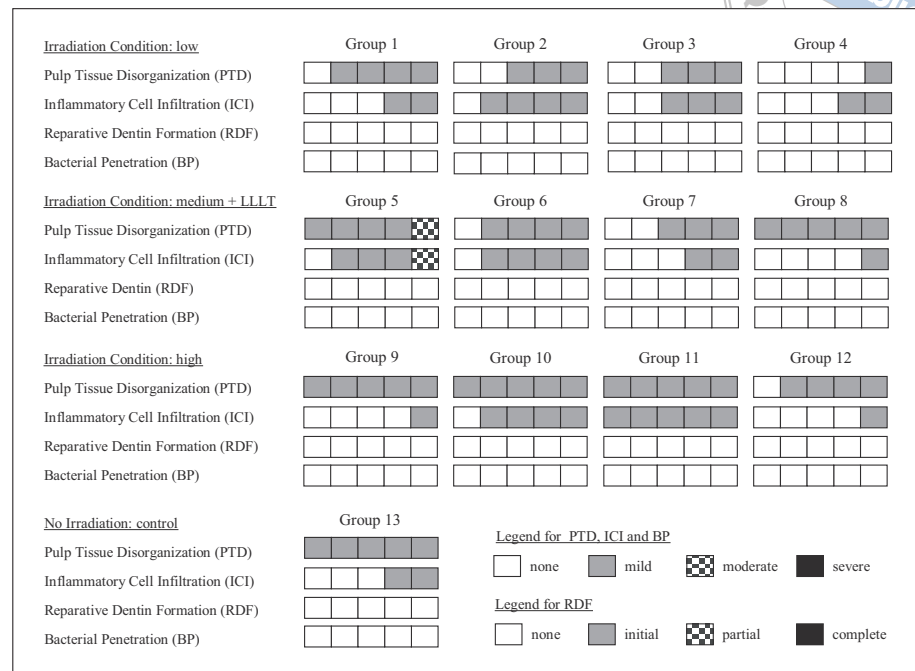 Irradiation Condition: low Group 1 Group 2 Group 3 Group 4
Pulp Tissue Disorganization (PTD)
Inflammatory Cell Infiltration (ICI)
Reparative Dentin Formation (RDF)
Bacterial Penetration (BP)
Irradiation Condition: medium + LLLT Group 5 Group 6 Group 7 Group 8
Pulp Tissue Disorganization (PTD)
Inflammatory Cell Infiltration (ICI)
Reparative Dentin (RDF)
Bacterial Penetration (BP)
Irradiation Condition: high Group 9 Group 10 Group 11 Group 12
Pulp Tissue Disorganization (PTD)
Inflammatory Cell Infiltration (ICI)
Reparative Dentin Formation (RDF)
Bacterial Penetration (BP)
No Irradiation: control Group 13
Pulp Tissue Disorganization (PTD)
Inflammatory Cell Infiltration (ICI)
Reparative Dentin Formation (RDF)
Bacterial Penetration (BP)
Legend for PTD, ICI and BP
none mild moderate severe
Legend for RDF
none initial partial complete